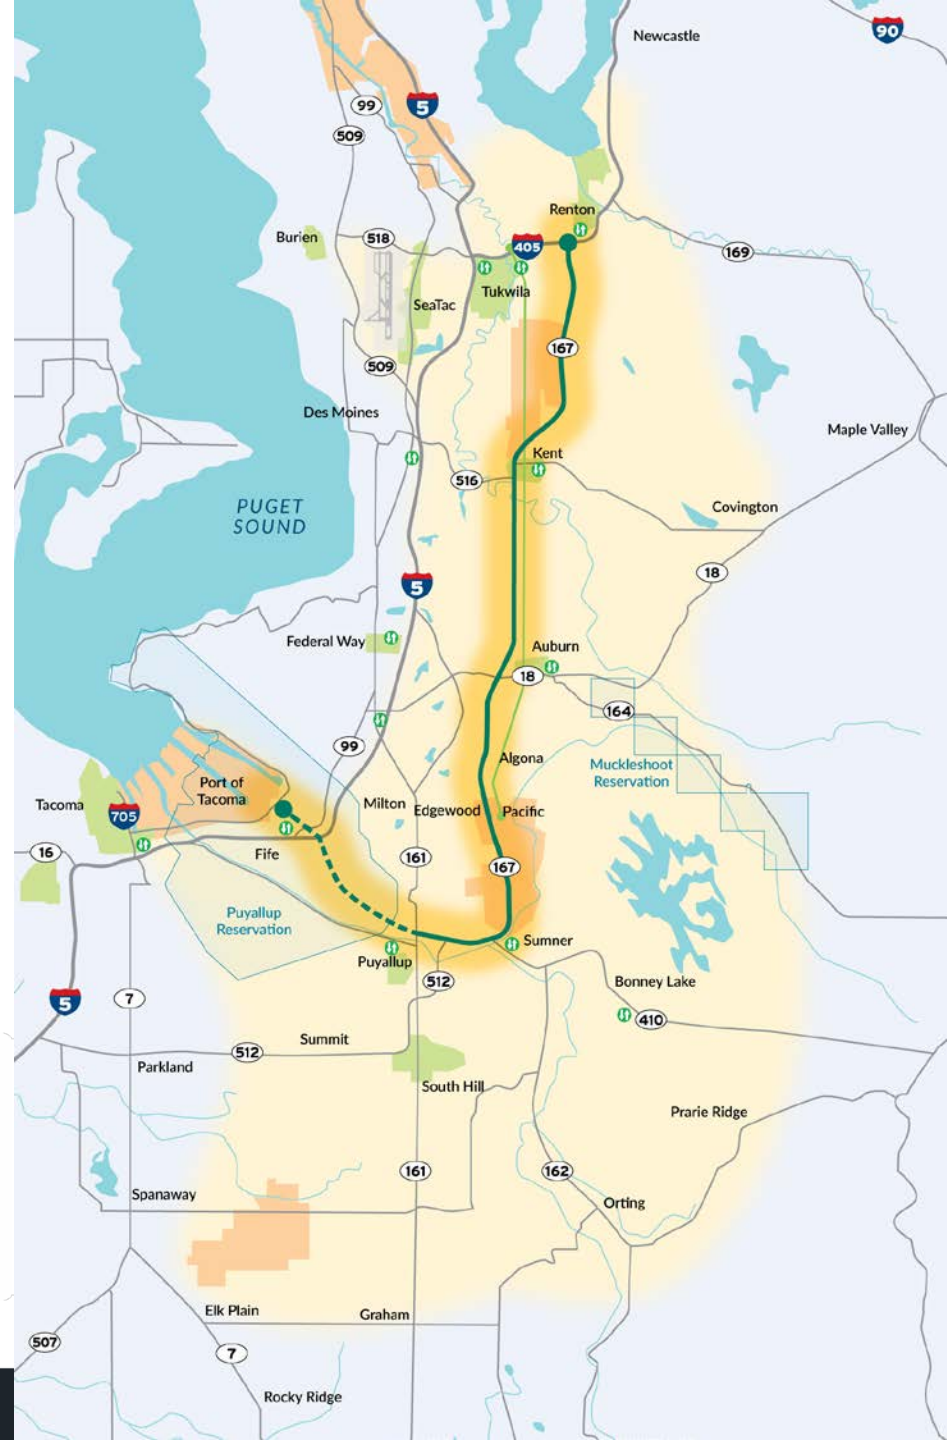 Newcastle
90
99
5
509
Renton
Burien
518
405
169
Tukwila
SeaTac
167
509
Des Moines
Maple Valley
Kent
516
PUGET
SOUND
Covington
18
5
Federal Way
Auburn
18
164
99
Algona
Muckleshoot
Reservation
Port of
Tacoma
Tacoma
705
Milton
Edgewood
Pacific
16
Fife
161
167
Puyallup
Reservation
Sumner
Puyallup
512
Bonney Lake
5
7
410
Summit
512
Parkland
South Hill
Prarie Ridge
161
162
Spanaway
Orting
Elk Plain
Graham
507
7
Rocky Ridge